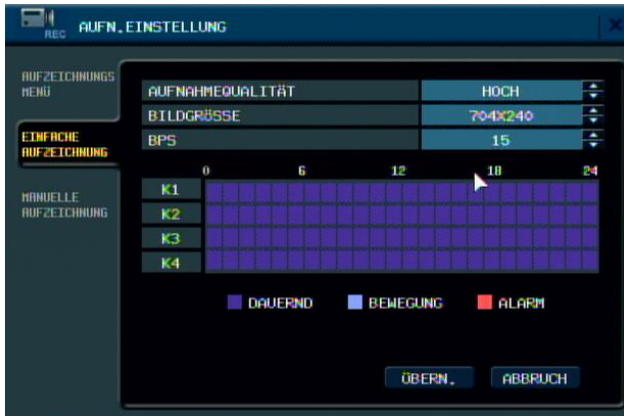 REC AUFN.EINSTELLUNG X
AUFZEICHNUNGS
MENÜ
AUFNAHMEQUALITÄT HOCH
BILDGRÖSSE 704X240
EINFACHE
AUFZEICHNUNG
BPS 15
0 6 12 18 24
K1
MANUELLE
AUFZEICHNUNG
K2
K3
K4
DAUERND BEWEGUNG ALARM
ÜBERN. ABBRUCH